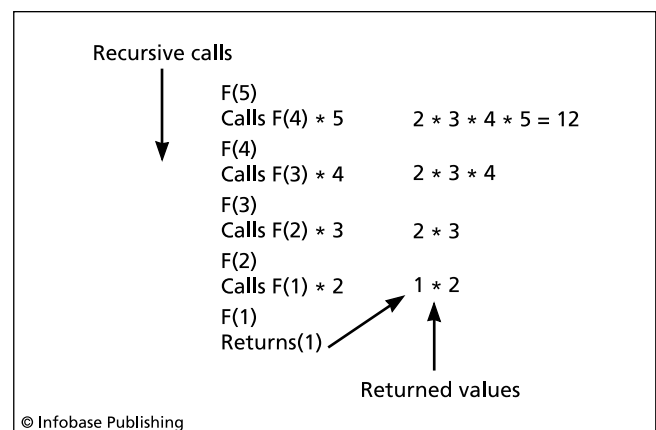 Recursive calls
F(5)
Calls F(4) * 5 2 * 3 * 4 * 5 = 12
F(4)
Calls F(3) * 4 2 * 3 * 4
F(3)
Calls F(2) * 3 2 * 3
F(2)
Calls F(1) * 2 1 * 2
F(1)
Returns(1)
Returned values
© Infobase Publishing